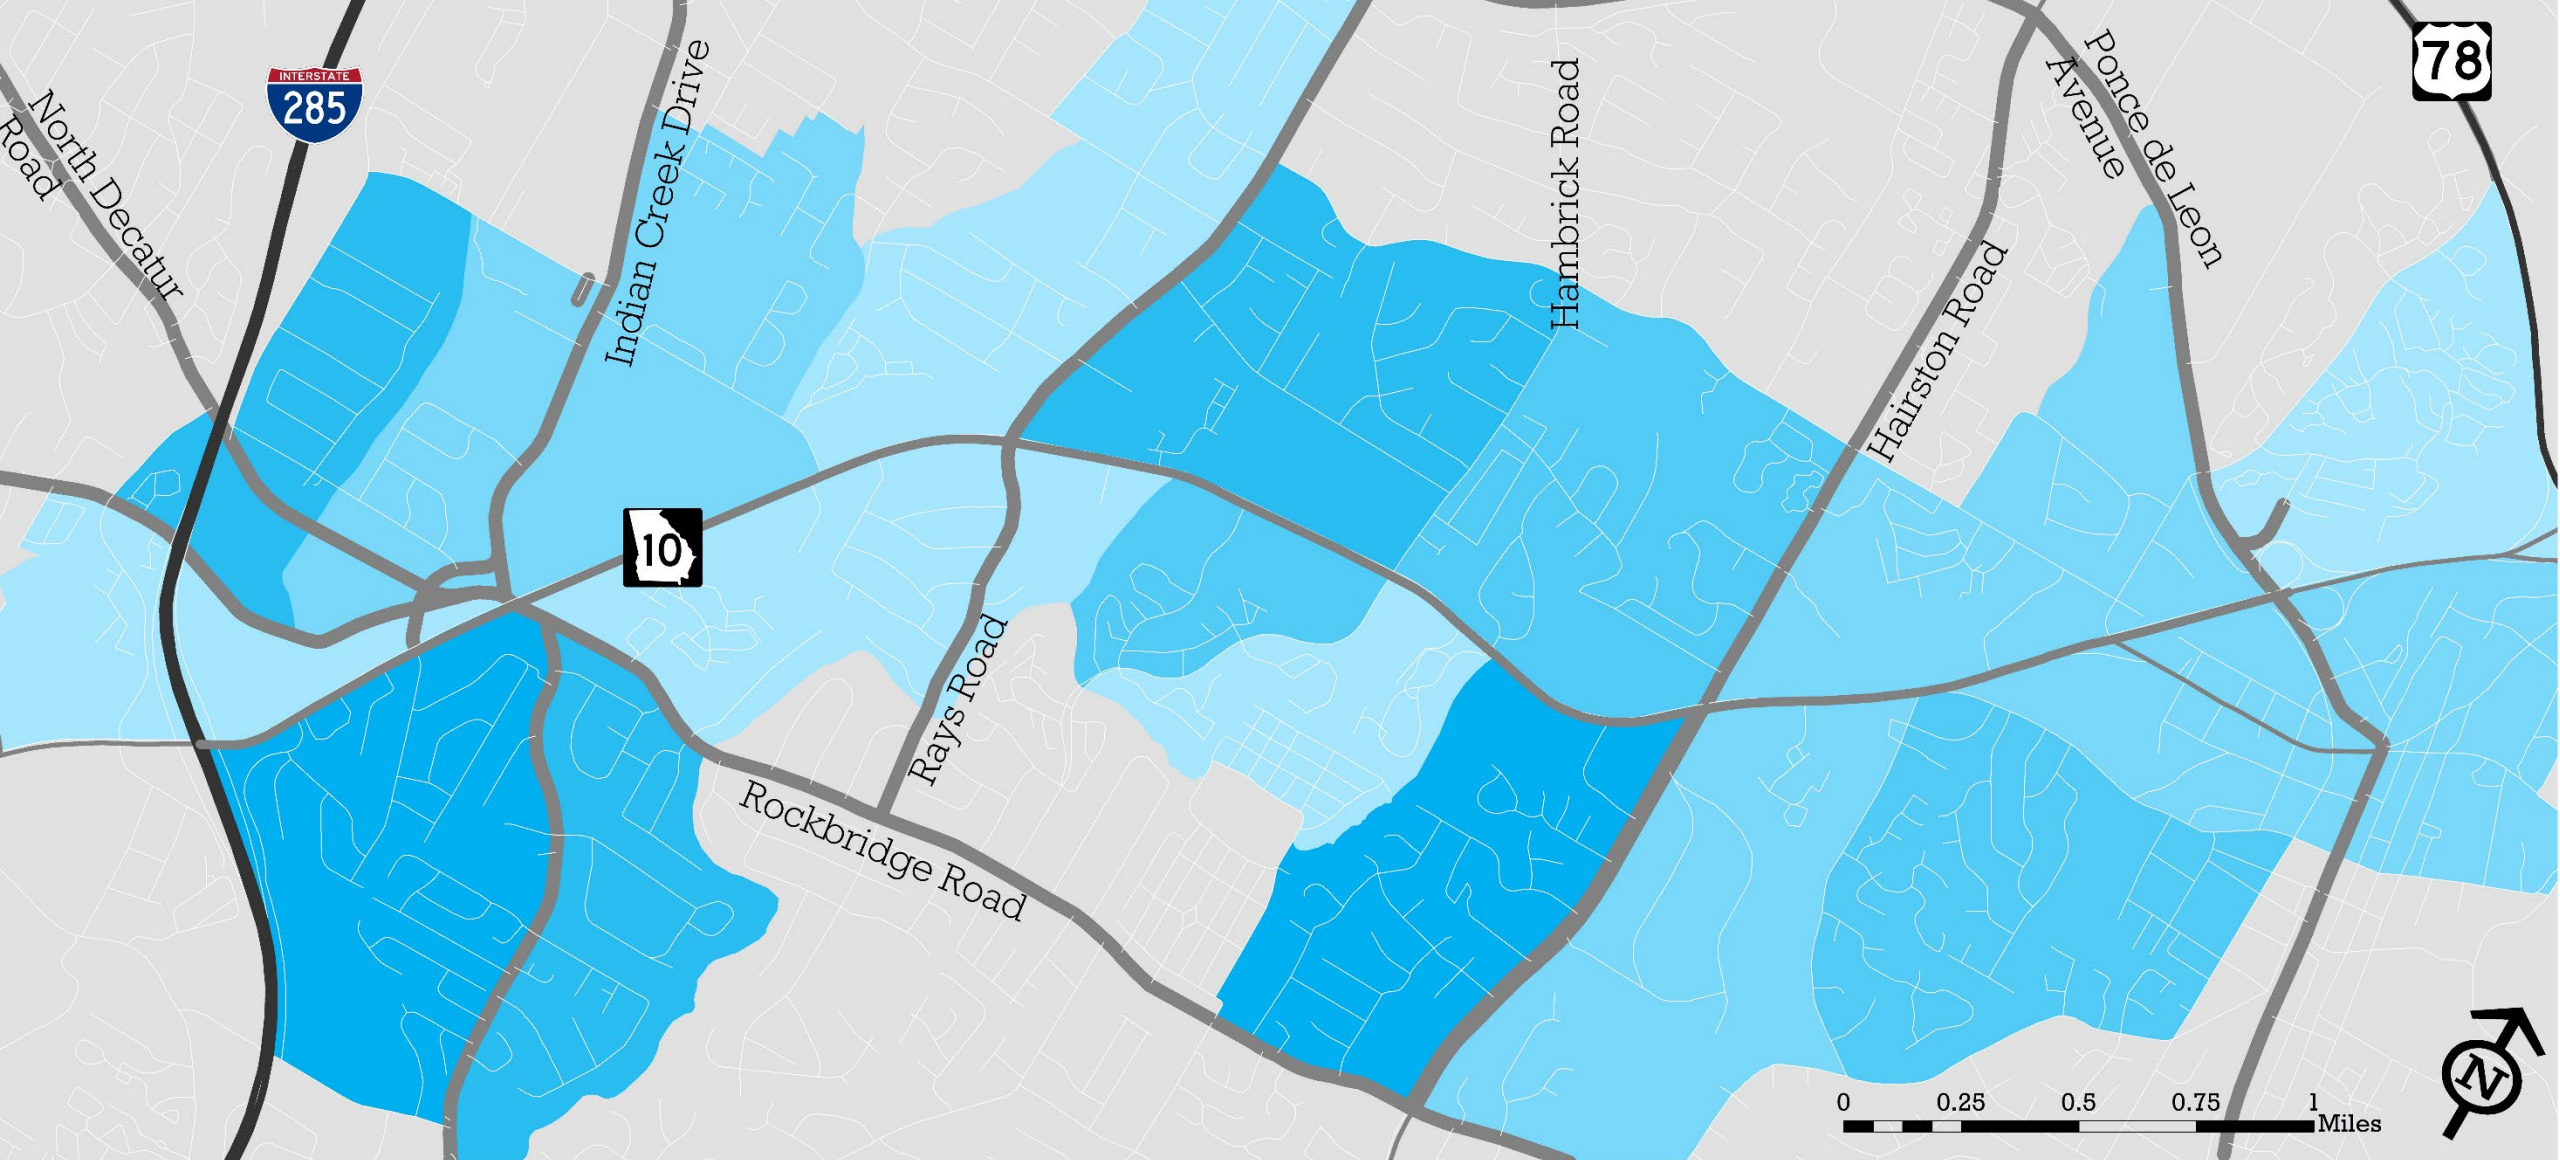 INTERSTATE
285
North Decatur
Road
Indian Creek Drive
10
Rays Road
Rockbridge Road
Hambrick Road
Hairston Road
Ponce de Leon
Avenue
78
0 0.25 0.5 0.75 1
Miles
N